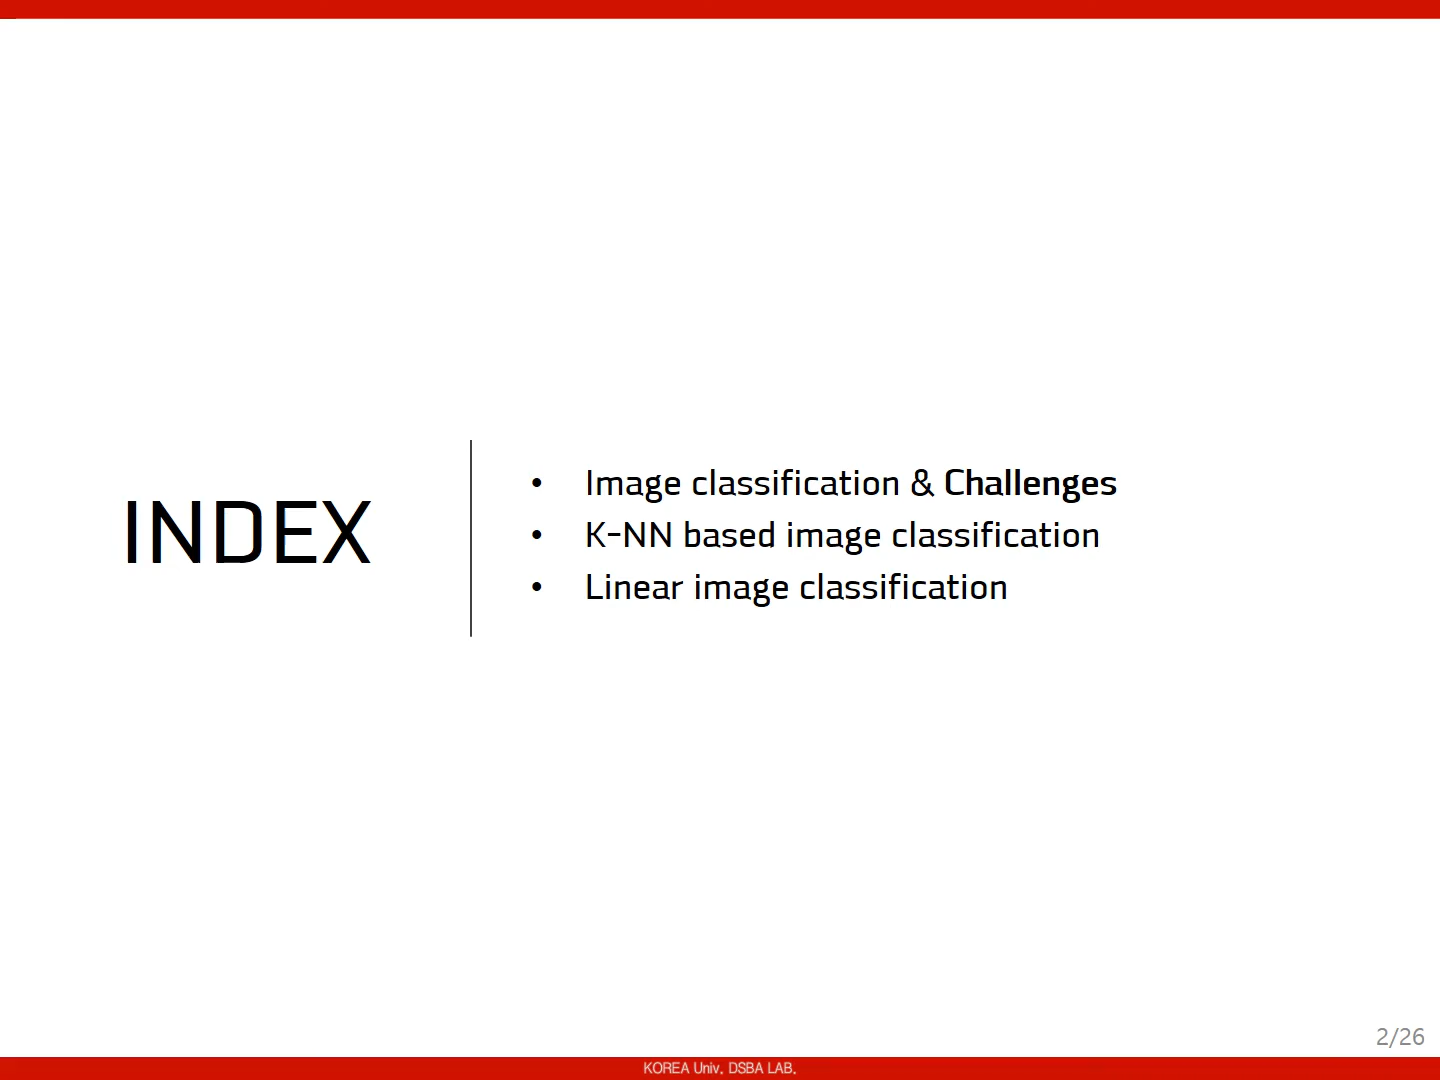 INDEX
• Image classification & Challenges
• K-NN based image classification
• Linear image classification
2/26
KOREA Univ. DSBA LAB.